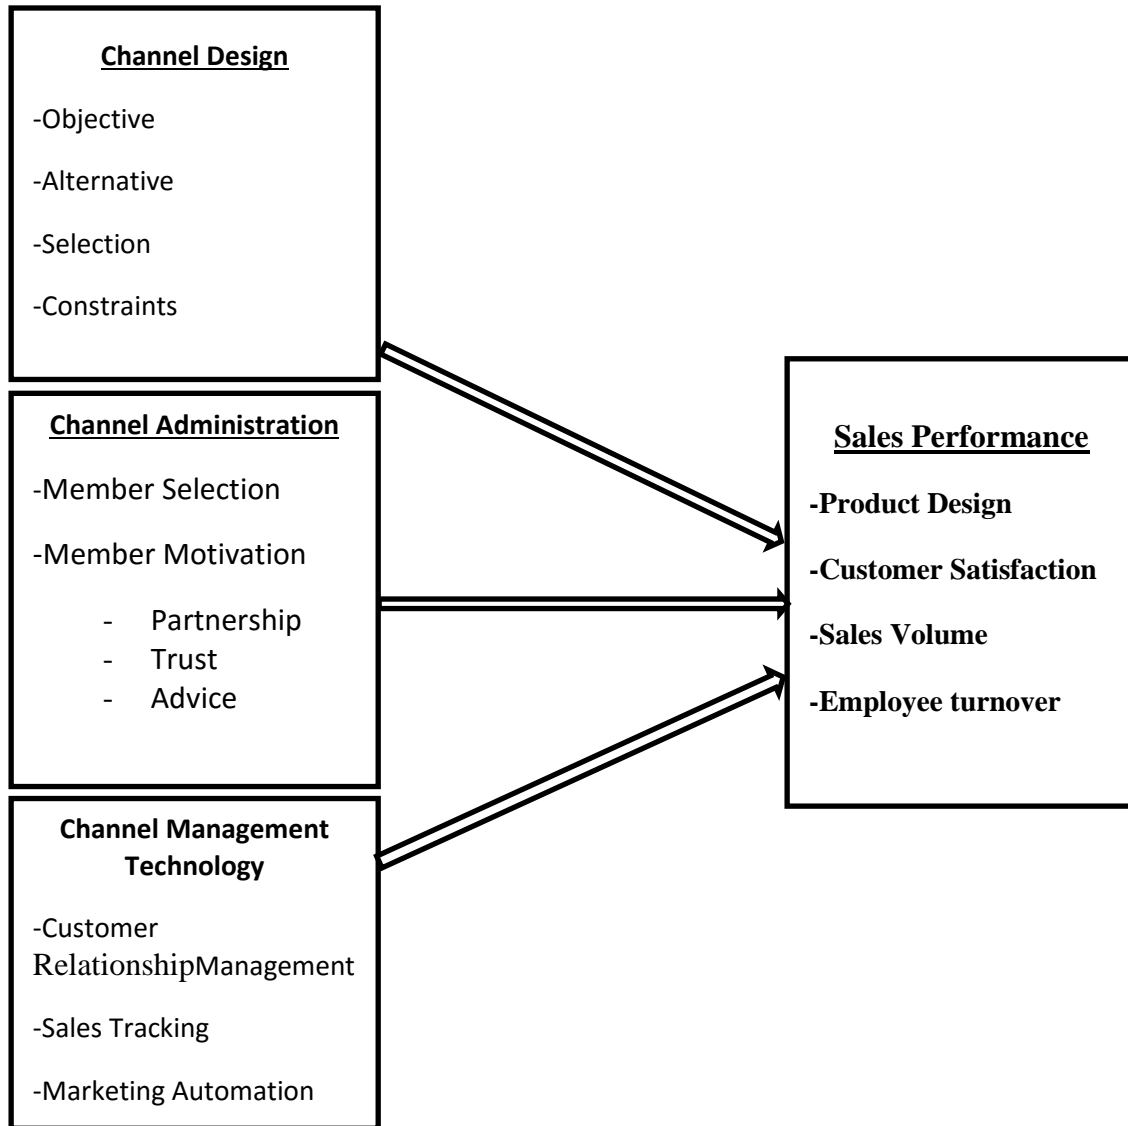 Channel Design
-Objective
-Alternative
-Selection
-Constraints
Channel Administration
-Member Selection
-Member Motivation
- Partnership
- Trust
- Advice
Channel Management
Technology
-Customer
RelationshipManagement
-Sales Tracking
-Marketing Automation
Sales Performance
-Product Design
-Customer Satisfaction
-Sales Volume
-Employee turnover